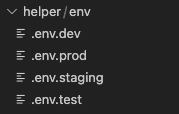 helper/env
.env.dev
.env.prod
.env.staging
.env.test